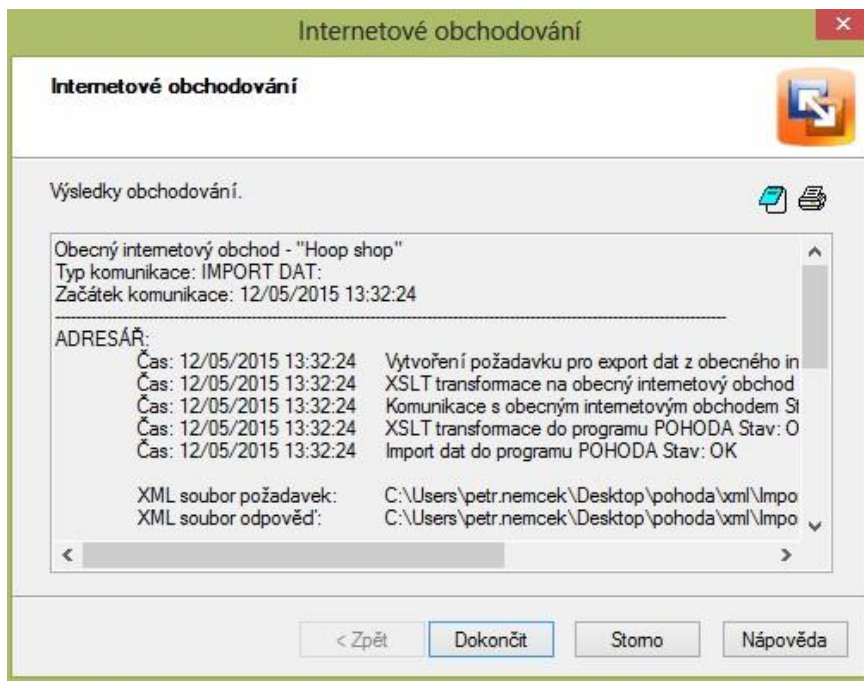 Internetové obchodování
Internetové obchodování
Výsledky obchodování.
Obecný internetový obchod - "Hoop shop"
Typ komunikace: IMPORT DAT:
Začátek komunikace: 12/05/2015 13:32:24
ADRESÁŘ:
Čas: 12/05/2015 13:32:24 Vytvoření požadavku pro export dat z obecného in
Čas: 12/05/2015 13:32:24 XSLT transformace na obecný internetový obchod
Čas: 12/05/2015 13:32:24 Komunikace s obecným internetovým obchodem St
Čas: 12/05/2015 13:32:24 XSLT transformace do programu POHODA Stav: O
Čas: 12/05/2015 13:32:24 Import dat do programu POHODA Stav: OK
XML soubor požadavek: C:\Users\petr.nemcek\Desktop\pohoda\xml\Impo
XML soubor odpověď: C:\Users\petr.nemcek\Desktop\pohoda\xml\Impo
< Zpět Dokončit Storno Nápověda